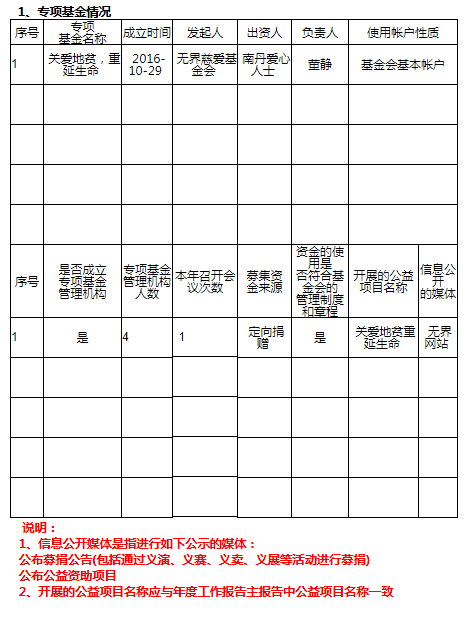 1、专项基金情况
序号 专项基金名称 成立时间 发起人 出资人 负责人 使用帐户性质
1 关爱地贫，重延生命 2016-10-29 无界慈爱基金会 南丹爱心人士 董静 基金会基本帐户
序号 是否成立专项基金管理机构 专项基金管理机构人数 本年召开会议次数 募集资金来源 资金的使用是否符合基金会的管理制度和章程 开展的公益项目名称 信息公开的媒体
1 是 4 1 定向捐赠 是 关爱地贫重延生命 无界网站
说明：
1、信息公开媒体是指进行如下公示的媒体：
公布募捐公告(包括通过义演、义赛、义卖、义展等活动进行募捐)
公布公益资助项目
2、开展的公益项目名称应与年度工作报告主报告中公益项目名称一致